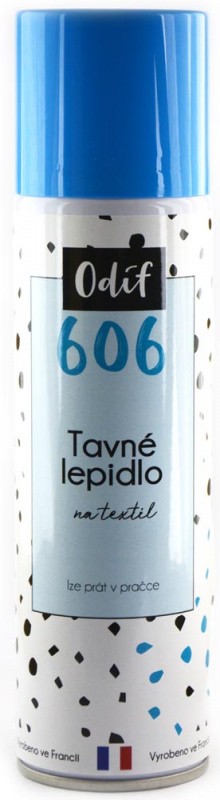 Odif
606
Tavné
lepidlo
na textil
lze prát v pračce
Vyrobeno ve Francii
Vyrobeno ve Francii